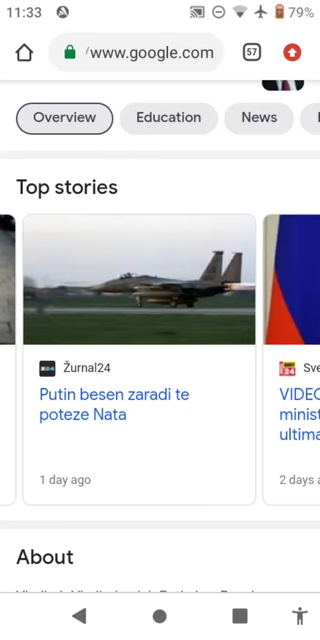 11:33
79%
/www.google.com
57
Overview
Education
News
Top stories
Žurnal24
Sve
Putin besen zaradi te
poteze Nata
VIDEO
minist
ultima
1 day ago
2 days a
About